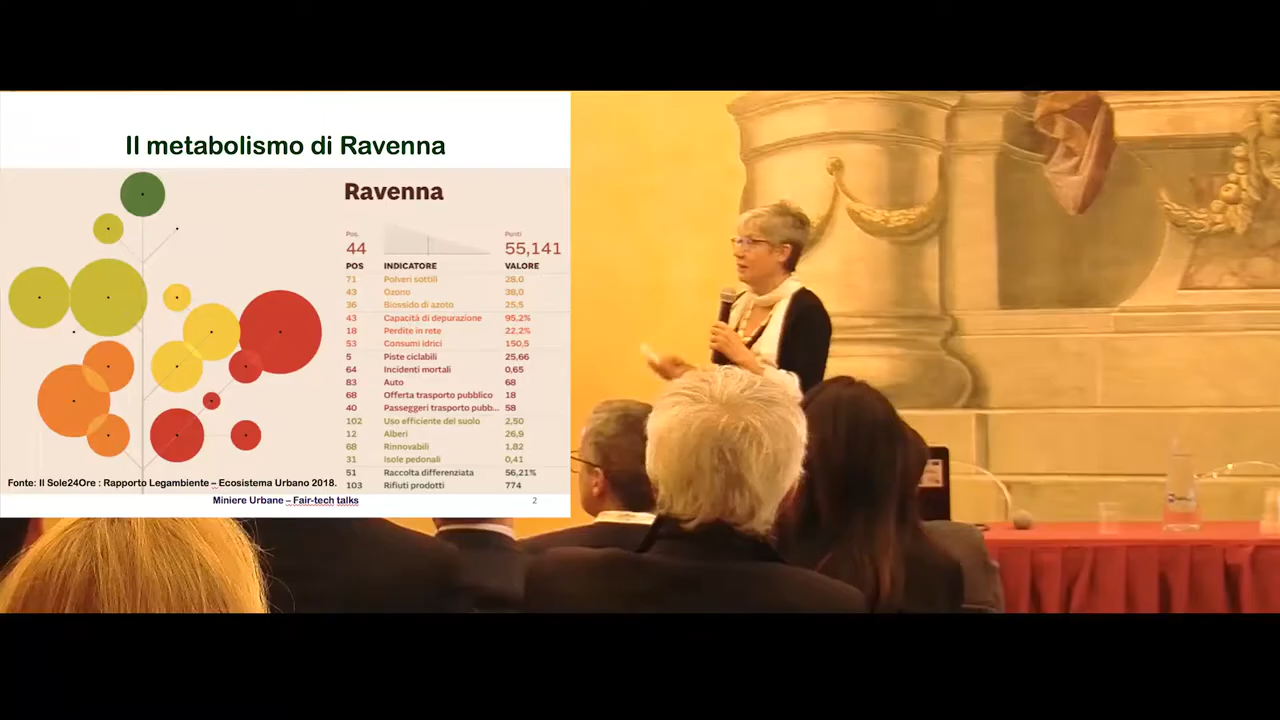 Il metabolismo di Ravenna
Ravenna
Pos. Punti
44 55,141
POS INDICATORE VALORE
71 Polveri sottili 28,0
43 Ozono 38,0
36 Biossido di azoto 25,5
43 Capacità di depurazione 95,2%
18 Perdite in rete 22,2%
53 Consumi idrici 150,5
5 Piste ciclabili 25,66
64 Incidenti mortali 0,65
83 Auto 68
68 Offerta trasporto pubblico 18
40 Passeggeri trasporto pubb... 58
102 Uso efficiente del suolo 2,50
12 Alberi 26,9
68 Rinnovabili 1,82
31 Isole pedonali 0,41
51 Raccolta differenziata 56,21%
103 Rifiuti prodotti 774
Fonte: Il Sole24Ore : Rapporto Legambiente – Ecosistema Urbano 2018.
Miniere Urbane – Fair-tech talks 2